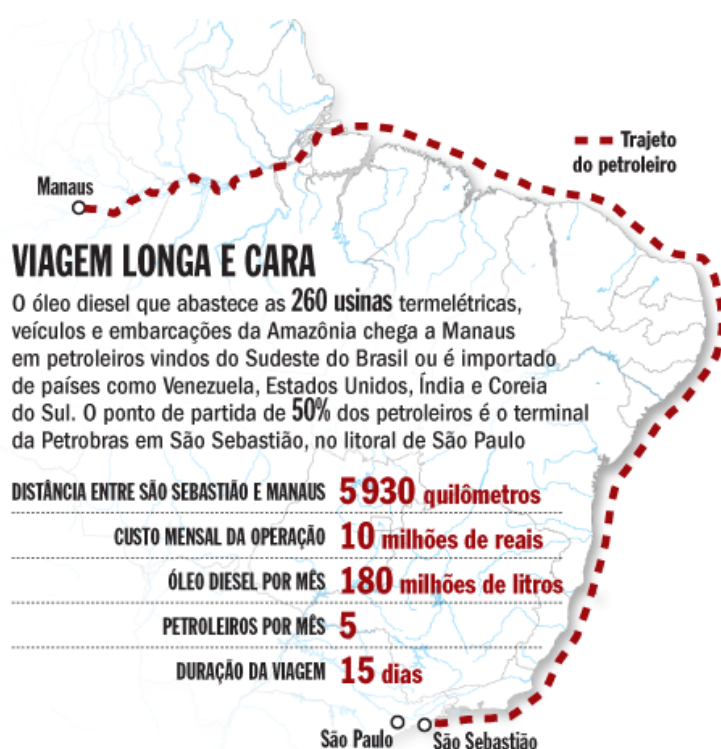 Trajeto
do petroleiro
Manaus
VIAGEM LONGA E CARA
O óleo diesel que abastece as 260 usinas termelétricas,
veículos e embarcações da Amazônia chega a Manaus
em petroleiros vindos do Sudeste do Brasil ou é importado
de países como Venezuela, Estados Unidos, Índia e Coreia
do Sul. O ponto de partida de 50% dos petroleiros é o terminal
da Petrobras em São Sebastião, no litoral de São Paulo
DISTÂNCIA ENTRE SÃO SEBASTIÃO E MANAUS 5 930 quilômetros
CUSTO MENSAL DA OPERAÇÃO 10 milhões de reais
ÓLEO DIESEL POR MÊS 180 milhões de litros
PETROLEIROS POR MÊS 5
DURAÇÃO DA VIAGEM 15 dias
São Paulo São Sebastião